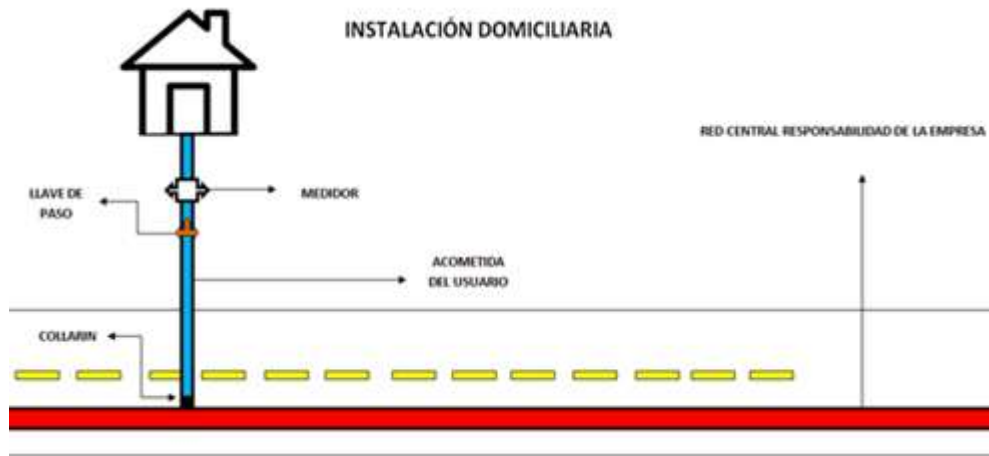 INSTALACIÓN DOMICILIARIA
RED CENTRAL RESPONSABILIDAD DE LA EMPRESA
LLAVE DE
PASO
MEDIDOR
ACOMETIDA
DEL USUARIO
COLLARIN